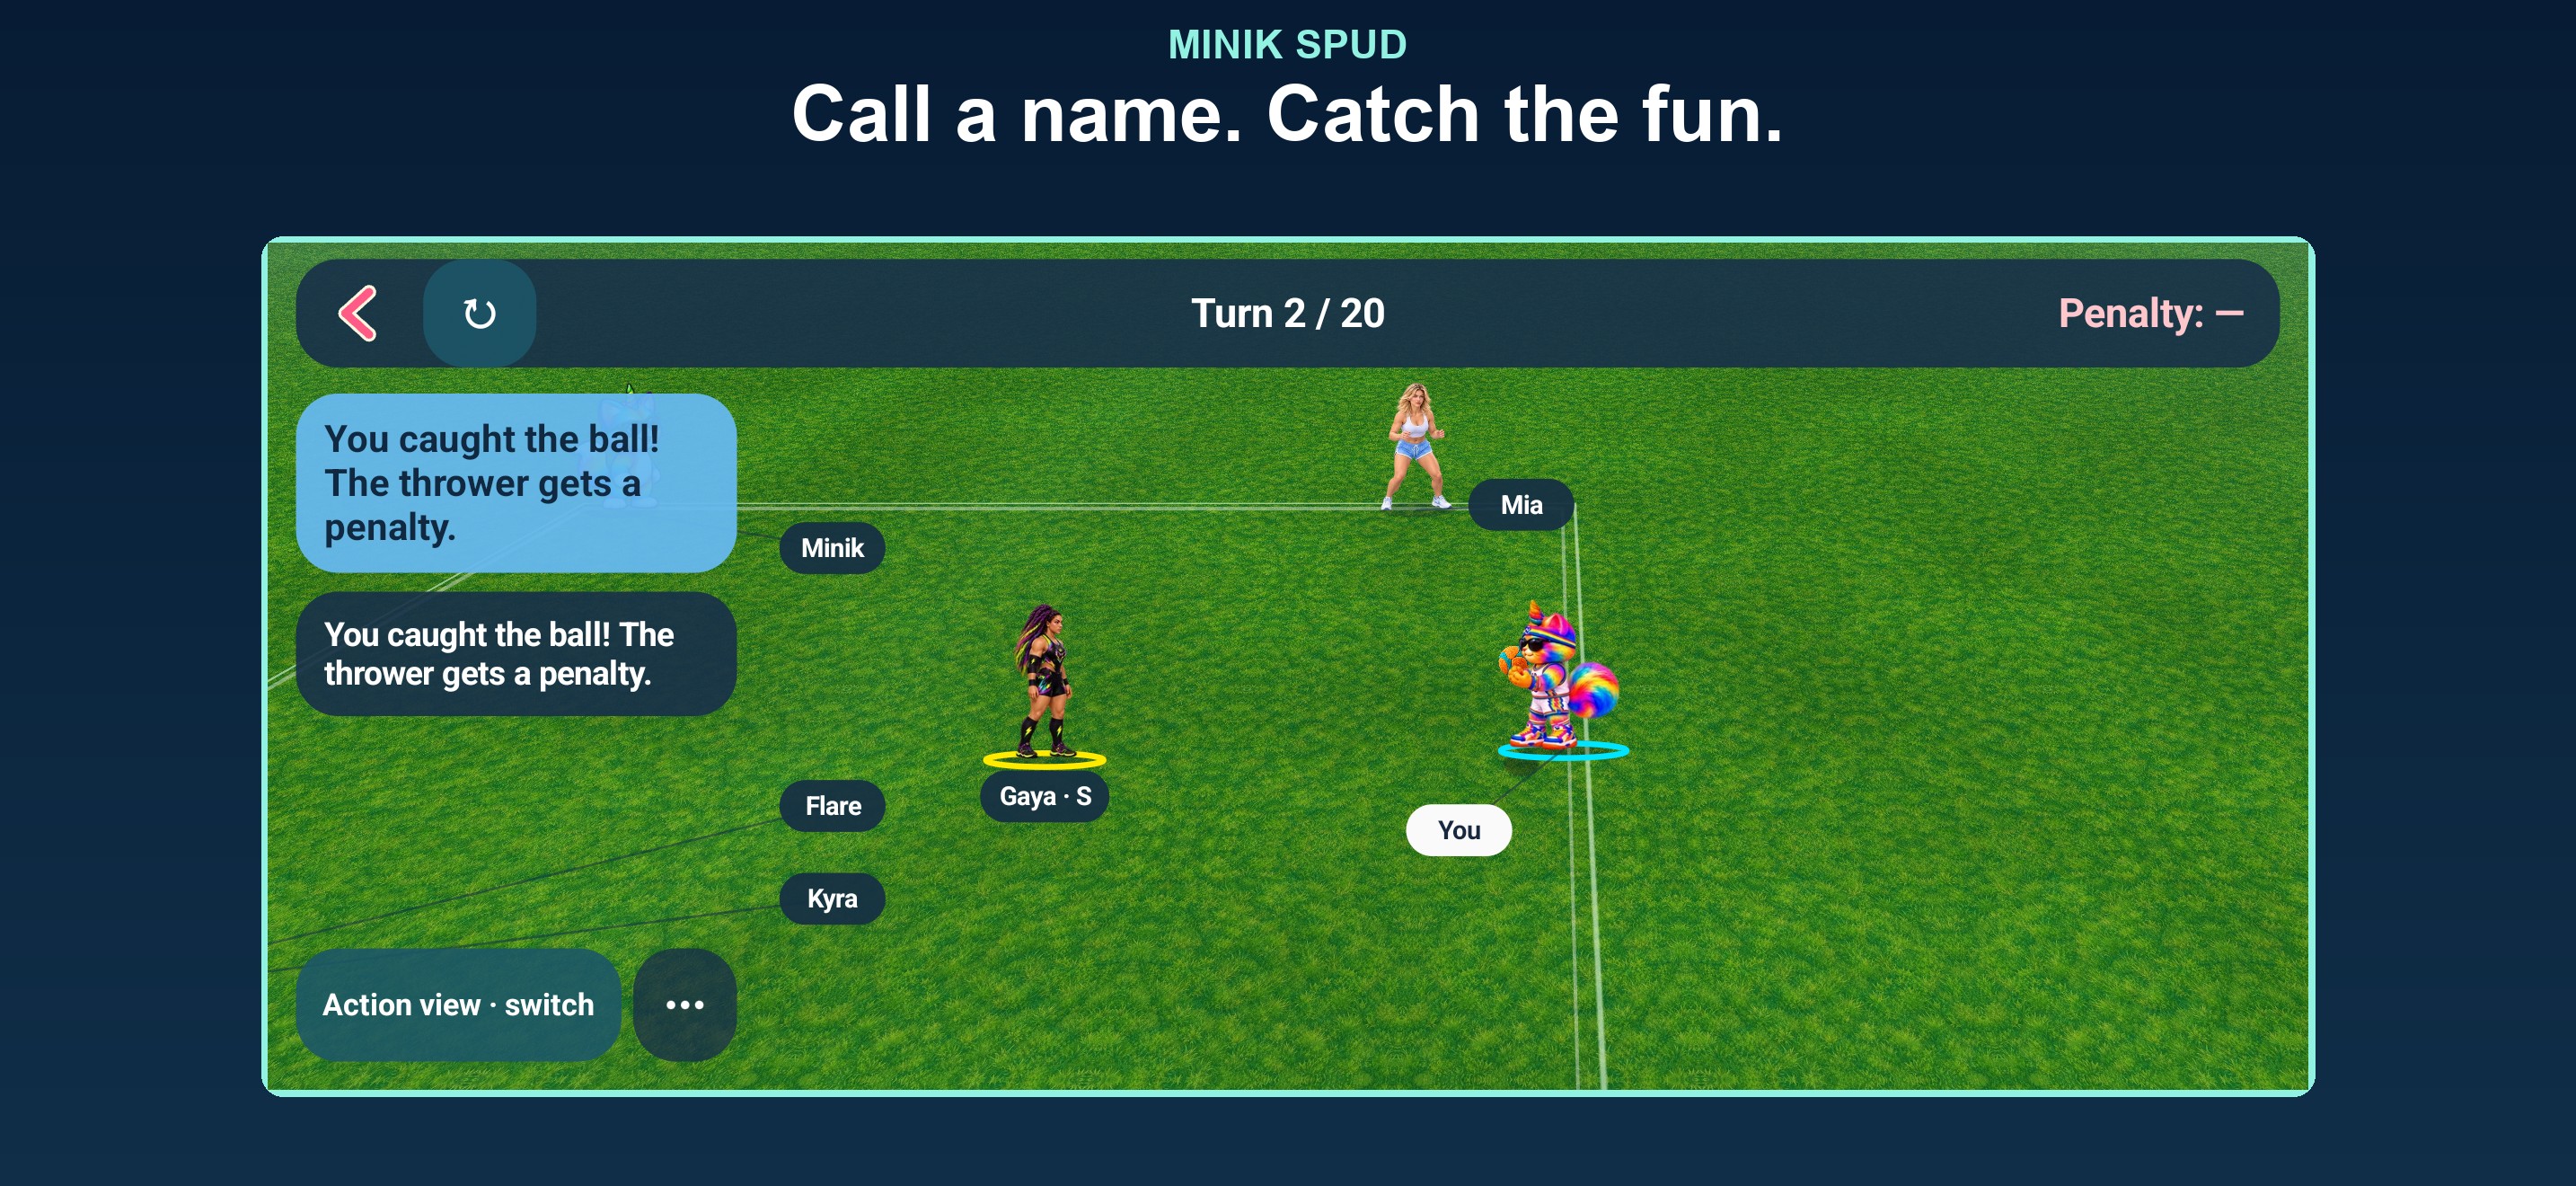 MINIK SPUD
Call a name. Catch the fun.
Turn 2 / 20
Penalty: —
You caught the ball!
The thrower gets a
penalty.
Mia
Minik
You caught the ball! The
thrower gets a penalty.
Gaya · S
Flare
You
Kyra
Action view · switch